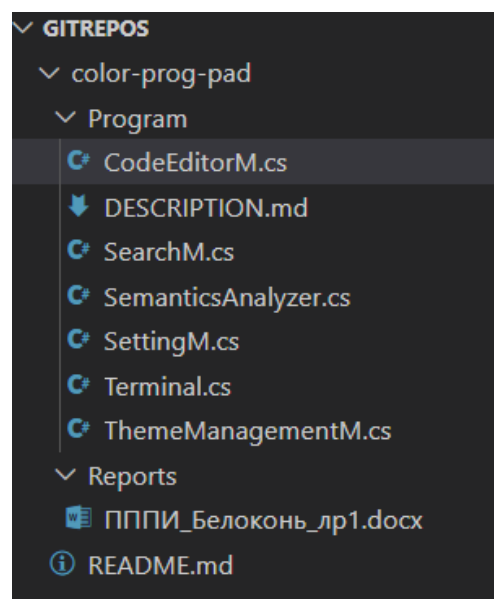 GITREPOS
color-prog-pad
Program
C# CodeEditorM.cs
DESCRIPTION.md
C# SearchM.cs
C# SemanticsAnalyzer.cs
C# SettingM.cs
C# Terminal.cs
C# ThemeManagementM.cs
Reports
ПППИ_Белоконь_лр1.docx
README.md